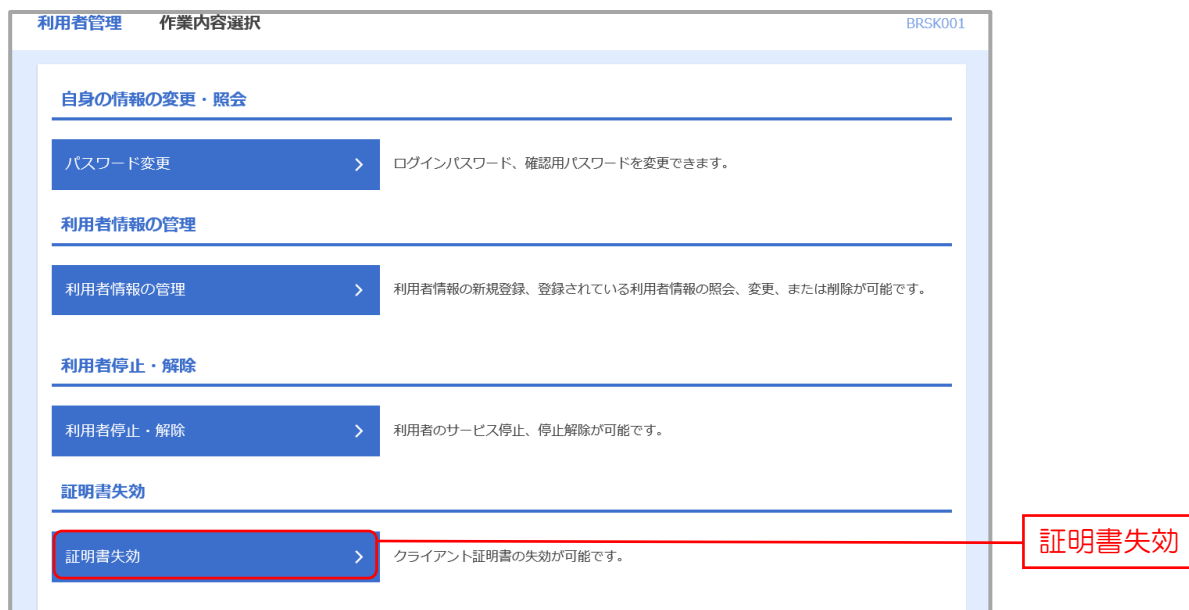 利用者管理 作業内容選択 BRSK001
自身の情報の変更・照会
パスワード変更 ログインパスワード、確認用パスワードを変更できます。
利用者情報の管理
利用者情報の管理 利用者情報の新規登録、登録されている利用者情報の照会、変更、または削除が可能です。
利用者停止・解除
利用者停止・解除 利用者のサービス停止、停止解除が可能です。
証明書失効
証明書失効 クライアント証明書の失効が可能です。
証明書失効